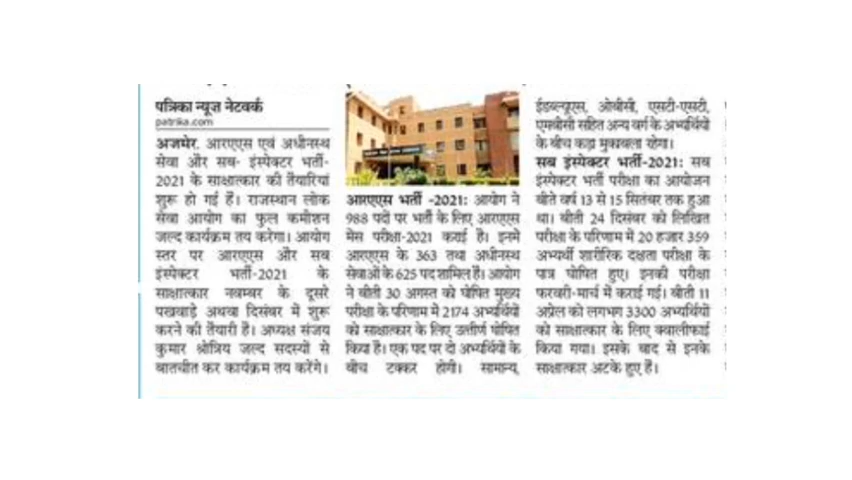 पत्रिका न्यूज नेटवर्क
patrika.com
अजमेर. आरएएस एवं अधीनस्थ
सेवा और सब- इंस्पेक्टर भर्ती-
2021 के साक्षात्कार की तैयारियां
शुरू हो गई हैं। राजस्थान लोक
सेवा आयोग का फुल कमीशन
जल्द कार्यक्रम तय करेगा। आयोग
स्तर पर आरएएस और सब
इंस्पेक्टर भर्ती-2021 के
साक्षात्कार नवम्बर के दूसरे
पखवाड़े अथवा दिसंबर में शुरू
करने की तैयारी है। अध्यक्ष संजय
कुमार श्रोत्रिय जल्द सदस्यों से
बातचीत कर कार्यक्रम तय करेंगे।
आरएएस भर्ती -2021: आयोग ने
988 पदों पर भर्ती के लिए आरएएस
मेंस परीक्षा-2021 कराई है। इनमें
आरएएस के 363 तथा अधीनस्थ
सेवाओं के 625 पद शामिल हैं। आयोग
ने बीती 30 अगस्त को घोषित मुख्य
परीक्षा के परिणाम में 2174 अभ्यर्थियों
को साक्षात्कार के लिए उत्तीर्ण घोषित
किया है। एक पद पर दो अभ्यर्थियों के
बीच टक्कर होगी। सामान्य,
ईडब्ल्यूएस, ओबीसी, एसटी-एसटी,
एमबीसी सहित अन्य वर्ग के अभ्यर्थियों
के बीच कड़ा मुकाबला रहेगा।
सब इंस्पेक्टर भर्ती-2021: सब
इंस्पेक्टर भर्ती परीक्षा का आयोजन
बीते वर्ष 13 से 15 सितंबर तक हुआ
था। बीती 24 दिसंबर को लिखित
परीक्षा के परिणाम में 20 हजार 359
अभ्यर्थी शारीरिक दक्षता परीक्षा के
पात्र घोषित हुए। इनकी परीक्षा
फरवरी-मार्च में कराई गई। बीती 11
अप्रेल को लगभग 3300 अभ्यर्थियों
को साक्षात्कार के लिए क्वालीफाई
किया गया। इसके बाद से इनके
साक्षात्कार अटके हुए हैं।